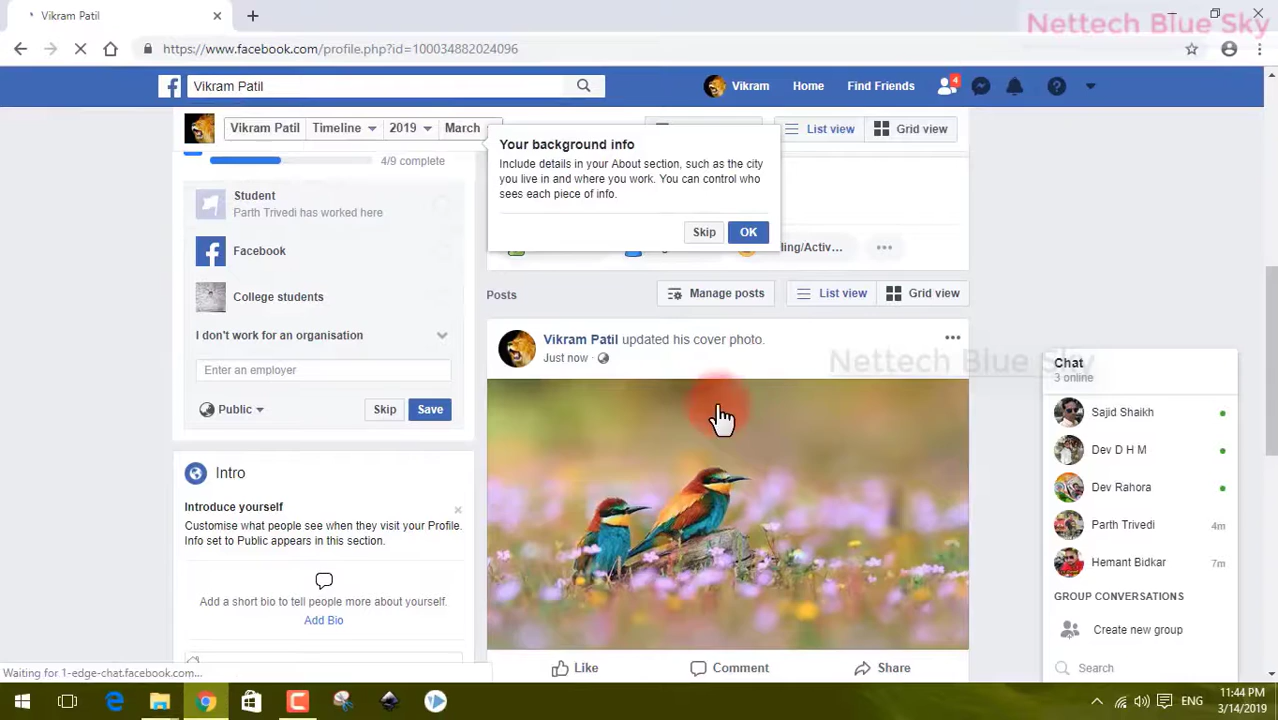 Vikram Patil
Nettech Blue Sky
https://www.facebook.com/profile.php?id=100034882024096
Vikram Patil
Vikram
Home
Find Friends
4
Vikram Patil
Timeline
2019
March
List view
Grid view
4/9 complete
Student
Parth Trivedi has worked here
Facebook
College students
I don't work for an organisation
Enter an employer
Public
Skip
Save
Intro
Introduce yourself
Customise what people see when they visit your Profile.
Info set to Public appears in this section.
Add a short bio to tell people more about yourself.
Add Bio
Your background info
Include details in your About section, such as the city
you live in and where you work. You can control who
sees each piece of info.
Skip
OK
ling/Activ...
Posts
Manage posts
List view
Grid view
Vikram Patil updated his cover photo.
Just now
Nettech Blue Sky
Like
Comment
Share
Chat
3 online
Sajid Shaikh
Dev D H M
Dev Rahora
Parth Trivedi 4m
Hemant Bidkar 7m
GROUP CONVERSATIONS
Create new group
Search
Waiting for 1-edge-chat.facebook.com...
ENG
11:44 PM
3/14/2019